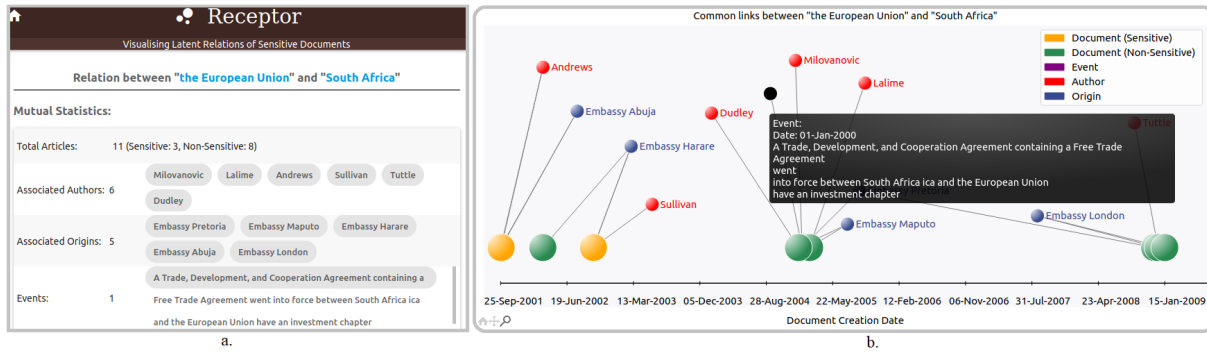 Receptor
Visualising Latent Relations of Sensitive Documents
Relation between "the European Union" and "South Africa"
Mutual Statistics:
Total Articles: 11 (Sensitive: 3, Non-Sensitive: 8)
Associated Authors: 6
Milovanovic Lalime Andrews Sullivan Tuttle
Dudley
Associated Origins: 5
Embassy Pretoria Embassy Maputo Embassy Harare
Embassy Abuja Embassy London
Events: 1
A Trade, Development, and Cooperation Agreement containing a
Free Trade Agreement went into force between South Africa ica
and the European Union have an investment chapter
a.
Common links between "the European Union" and "South Africa"
Document (Sensitive)
Document (Non-Sensitive)
Event
Author
Origin
Andrews
Milovanovic
Lalime
Embassy Abuja
Dudley
Tuttle
Embassy Harare
Event:
Date: 01-Jan-2000
A Trade, Development, and Cooperation Agreement containing a Free Trade
Agreement
went
into force between South Africa ica and the European Union
have an investment chapter
Pretoria
Sullivan
Embassy Maputo
Embassy London
25-Sep-2001 19-Jun-2002 13-Mar-2003 05-Dec-2003 28-Aug-2004 22-May-2005 12-Feb-2006 06-Nov-2006 31-Jul-2007 23-Apr-2008 15-Jan-2009
Document Creation Date
b.